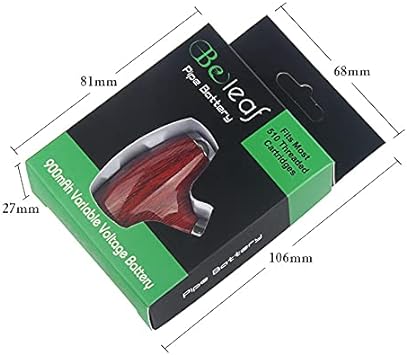 Beleaf
Pipe Battery
Fits Most
510 Threaded
Cartridges
900mAh Variable Voltage Battery
Pipe Battery
81mm
68mm
27mm
106mm